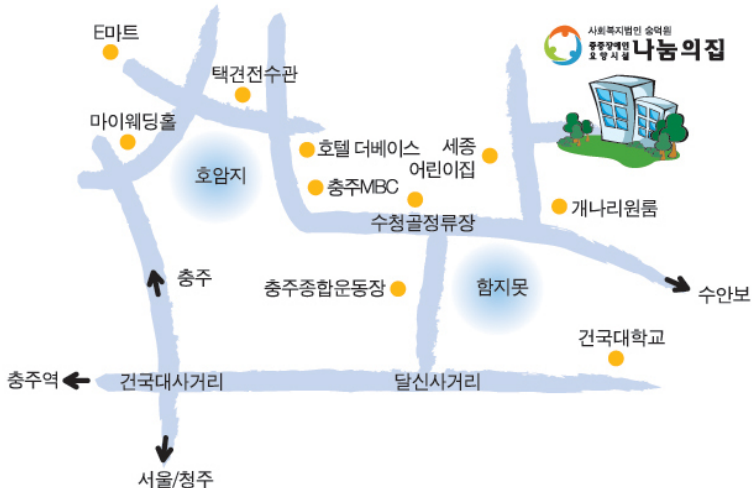 사회복지법인 숭덕원
중증장애인
요양시설 나눔의집
E마트
택견전수관
마이웨딩홀
호텔 더베이스
세종
어린이집
호암지
충주MBC
개나리원룸
수청골정류장
충주
충주종합운동장
함지못
수안보
건국대학교
충주역
건국대사거리
달신사거리
서울/청주